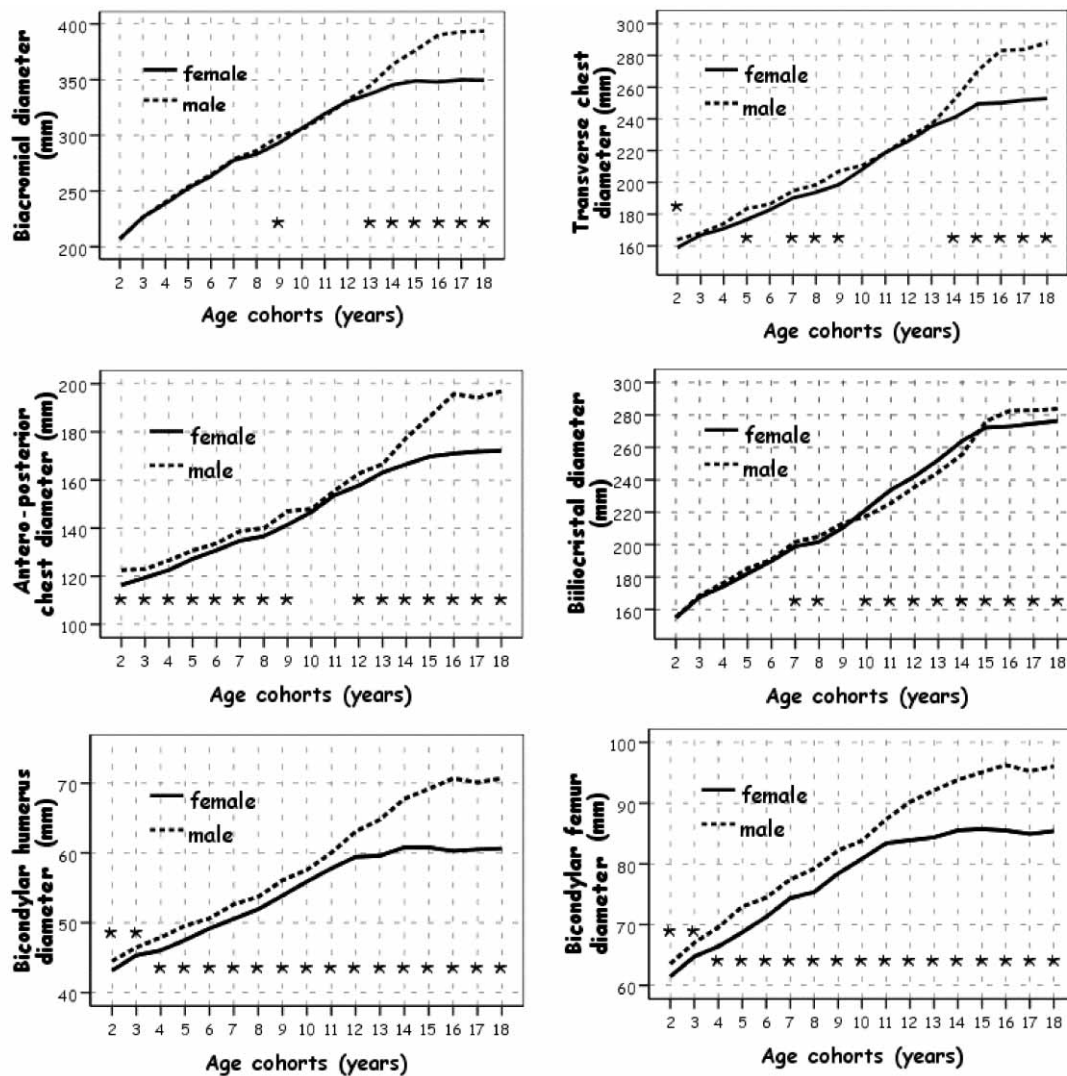 Biacromial diameter
(mm)
400
350
300
250
200
female
male
* * * * * * *
2 3 4 5 6 7 8 9 10 11 12 13 14 15 16 17 18
Age cohorts (years)
Transverse chest
diameter (mm)
280
260
240
220
200
180
160
female
male
*
* * * * * * * * *
2 3 4 5 6 7 8 9 10 11 12 13 14 15 16 17 18
Age cohorts (years)
Antero-posterior
chest diameter (mm)
200
180
160
140
120
100
female
male
* * * * * * * * * * * * * * *
2 3 4 5 6 7 8 9 10 11 12 13 14 15 16 17 18
Age cohorts (years)
Biiliocristal diameter
(mm)
300
280
260
240
220
200
180
160
female
male
* * * * * * * * * * *
2 3 4 5 6 7 8 9 10 11 12 13 14 15 16 17 18
Age cohorts (years)
Bicondylar humerus
diameter (mm)
70
60
50
40
female
male
* *
* * * * * * * * * * * * * * *
2 3 4 5 6 7 8 9 10 11 12 13 14 15 16 17 18
Age cohorts (years)
Bicondylar femur
diameter (mm)
100
90
80
70
60
female
male
* *
* * * * * * * * * * * * * * *
2 3 4 5 6 7 8 9 10 11 12 13 14 15 16 17 18
Age cohorts (years)